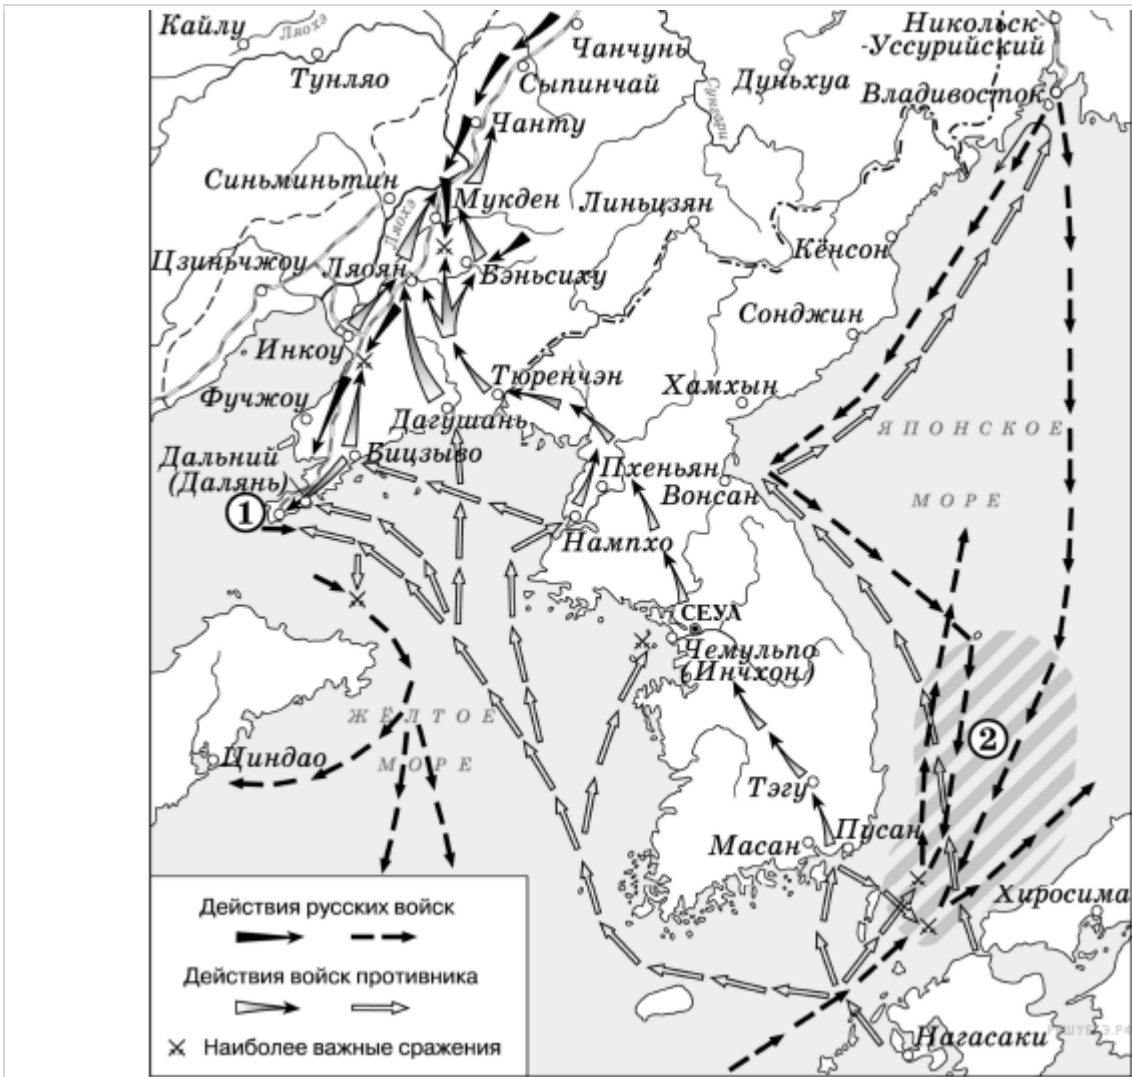 Кайлу
Ляохэ
Тунляо
Чанчунь
Сыпинчай
Чанту
Сунгари
Дуньхуа
Никольск-
-Уссурийский
Владивосток
Синьминьтин
Ляохэ
Мукден
Линьцзян
Кёнсон
Цзиньчжоу
Ляоян
Бэньсиху
Сонджин
Инкоу
Тюренчэн
Хамхын
Фучжоу
Дагушань
ЯПОНСКОЕ
МОРЕ
Дальний
(Далянь)
Бицзыво
Пхеньян
Вонсан
1
Нампхо
СЕУЛ
Чемульпо
(Инчхон)
ЖЁЛТОЕ
МОРЕ
2
Циндао
Тэгу
Масан
Пусан
Хиросима
Нагасаки
Действия русских войск
Действия войск противника
Наиболее важные сражения